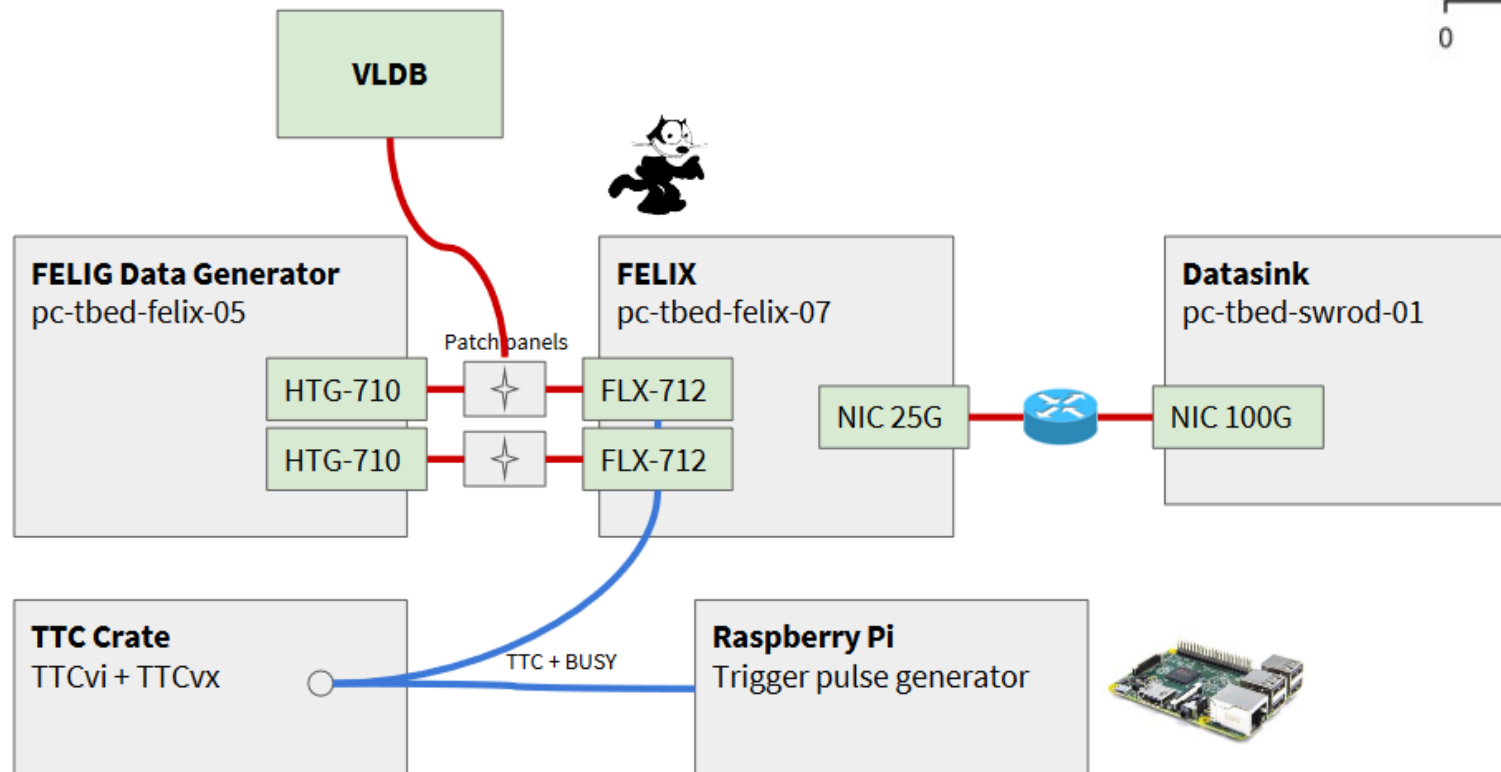 0
VLDB
FELIG Data Generator
pc-tbed-felix-05
FELIX
pc-tbed-felix-07
Datasink
pc-tbed-swrod-01
Patch panels
HTG-710
FLX-712
NIC 25G
NIC 100G
HTG-710
FLX-712
TTC Crate
TTCvi + TTCvx
TTC + BUSY
Raspberry Pi
Trigger pulse generator